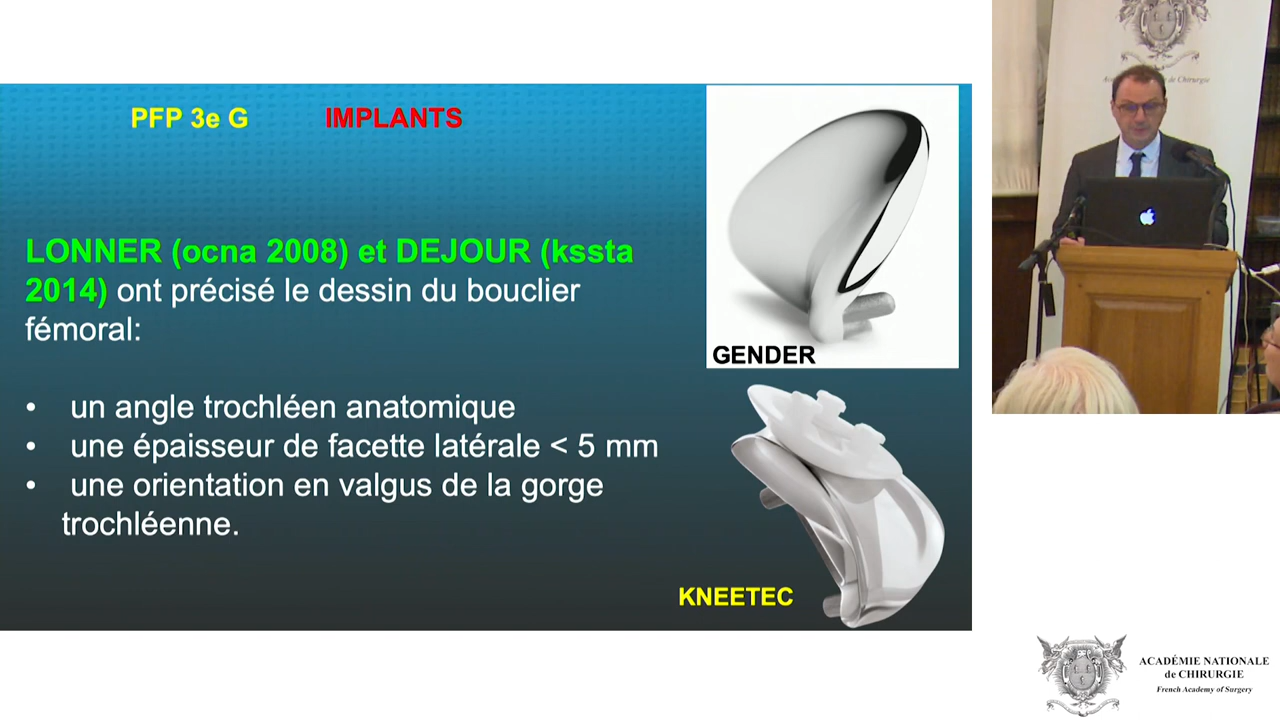 PFP 3e G IMPLANTS
LONNER (ocna 2008) et DEJOUR (kssta
2014) ont précisé le dessin du bouclier
fémoral:
• un angle trochléen anatomique
• une épaisseur de facette latérale < 5 mm
• une orientation en valgus de la gorge
trochléenne.
GENDER
KNEETEC
ACADÉMIE NATIONALE
de CHIRURGIE
French Academy of Surgery